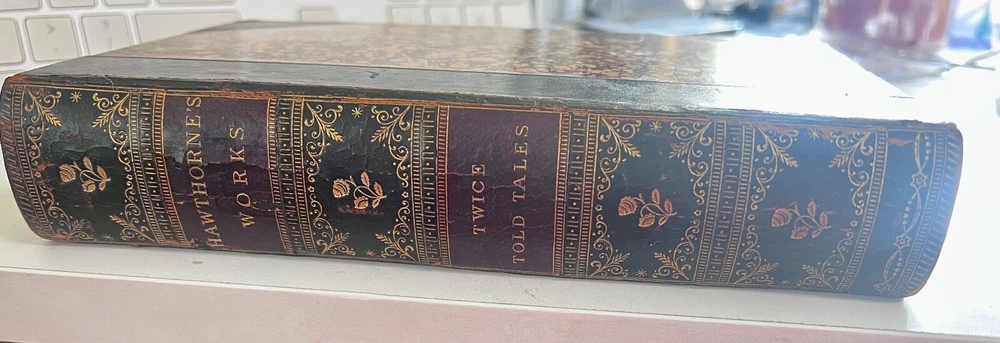 HAWTHORNE'S
WORKS
TWICE
TOLD TALES